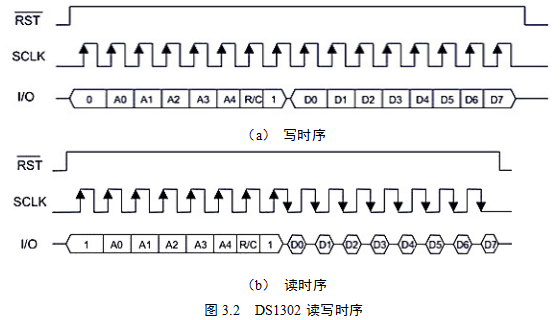 RST
SCLK
I/O 0 A0 A1 A2 A3 A4 R/C 1 D0 D1 D2 D3 D4 D5 D6 D7
（a） 写时序
RST
SCLK
I/O 1 A0 A1 A2 A3 A4 R/C 1 D0 D1 D2 D3 D4 D5 D6 D7
（b） 读时序
图 3.2 DS1302 读写时序